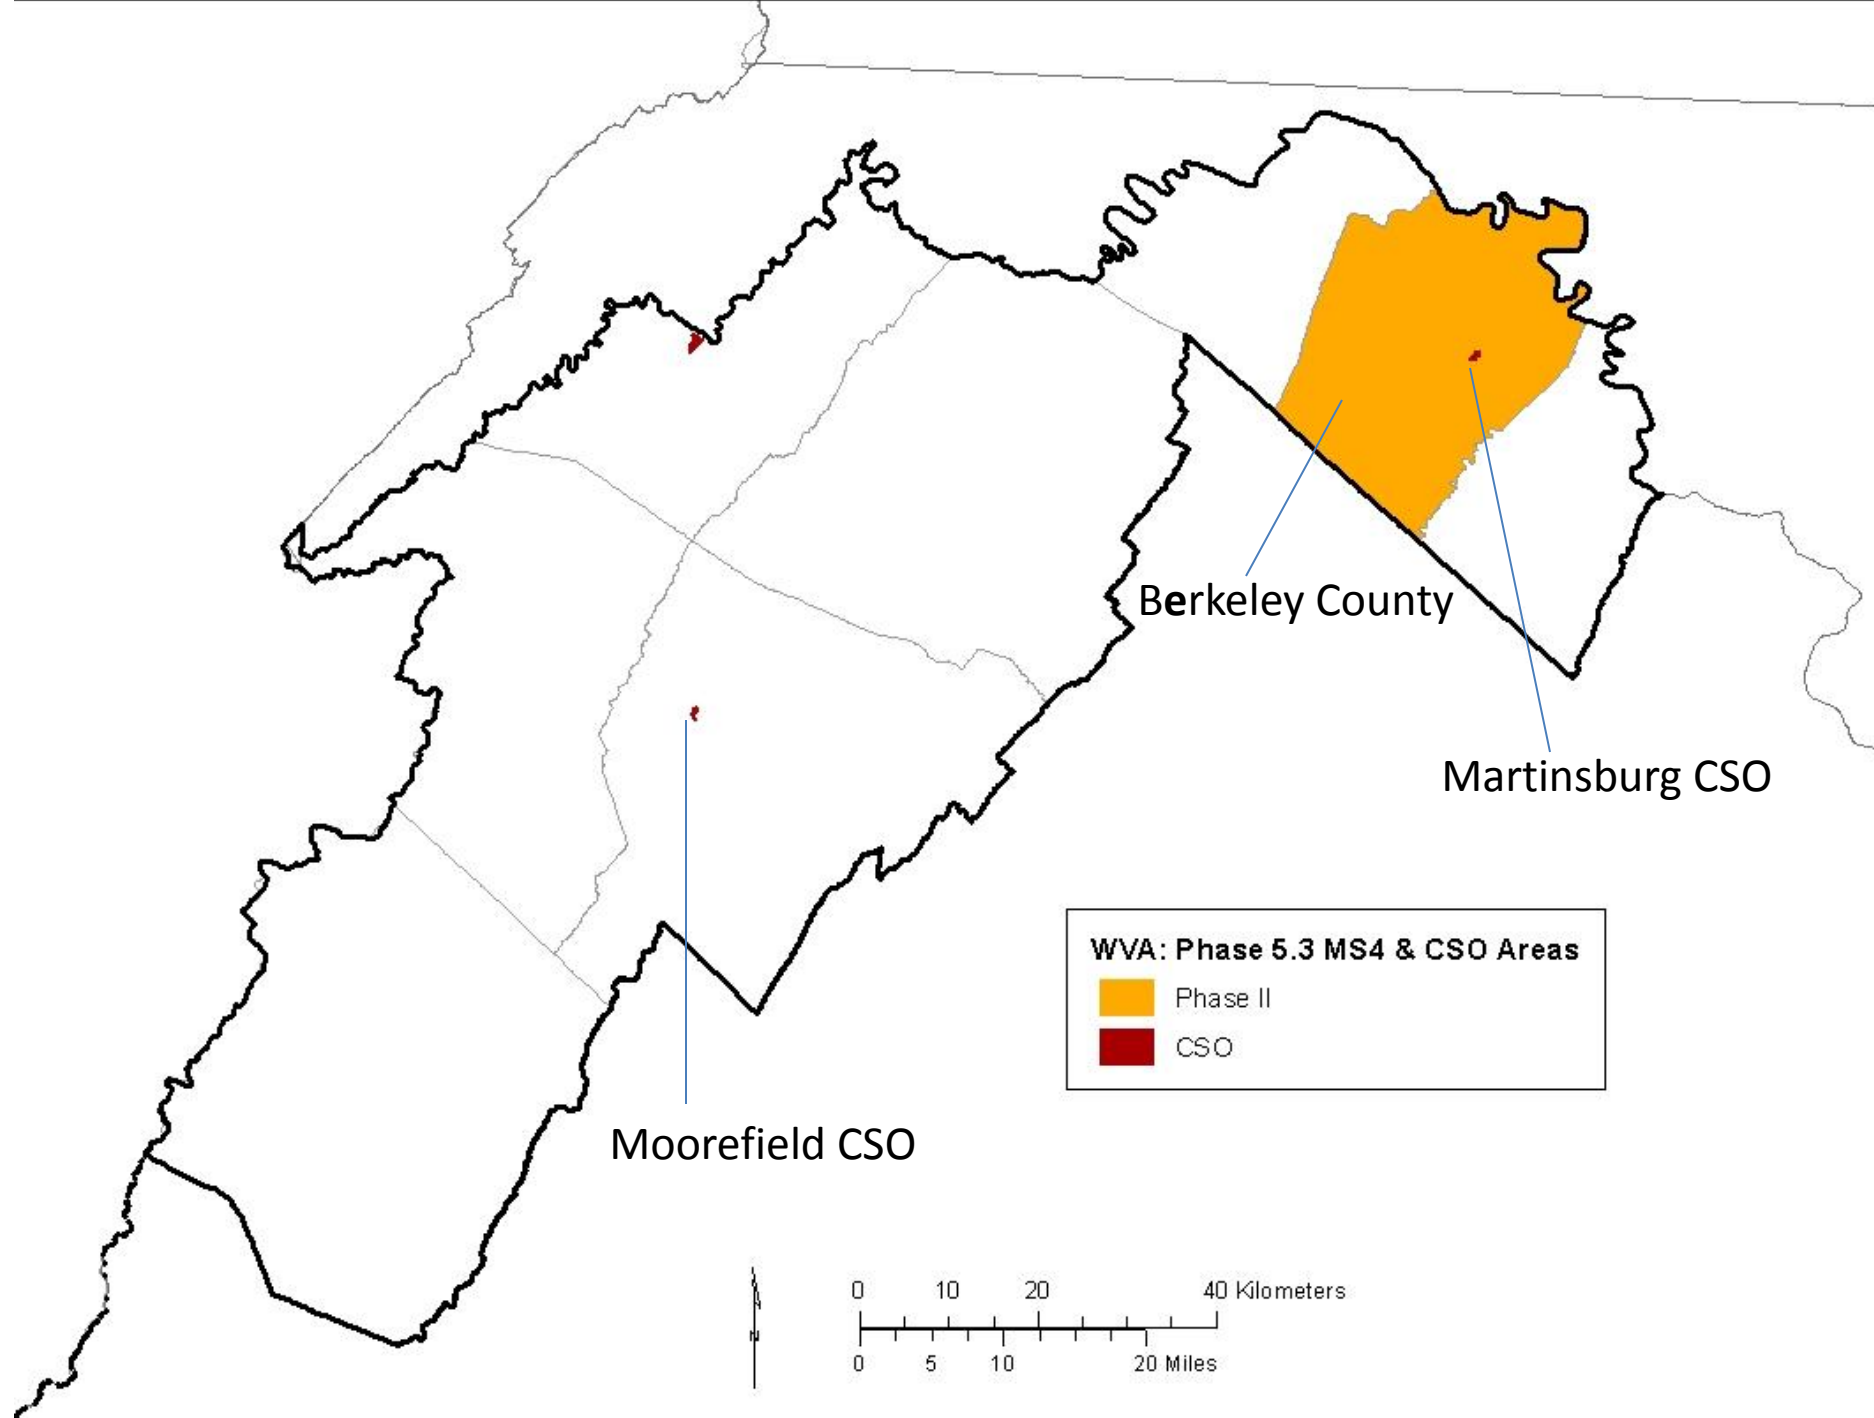 Berkeley County
Martinsburg CSO
WVA: Phase 5.3 MS4 & CSO Areas
Phase II
CSO
Moorefield CSO
0 10 20 40 Kilometers
0 5 10 20 Miles
N